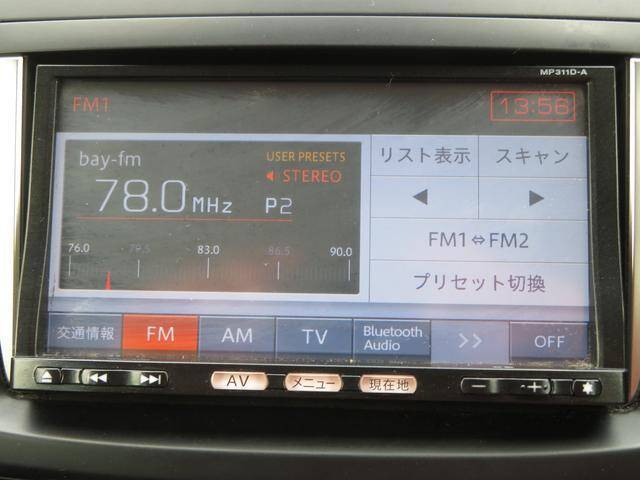 MP311D-A
FM1
13:56
bay-fm
USER PRESETS
◀ STEREO
78.0 MHz P2
76.0 79.5 83.0 86.5 90.0
リスト表示 スキャン
◀ ▶
FM1⇔FM2
プリセット切換
交通情報 FM AM TV Bluetooth Audio >> OFF
AV メニュー 現在地
− +